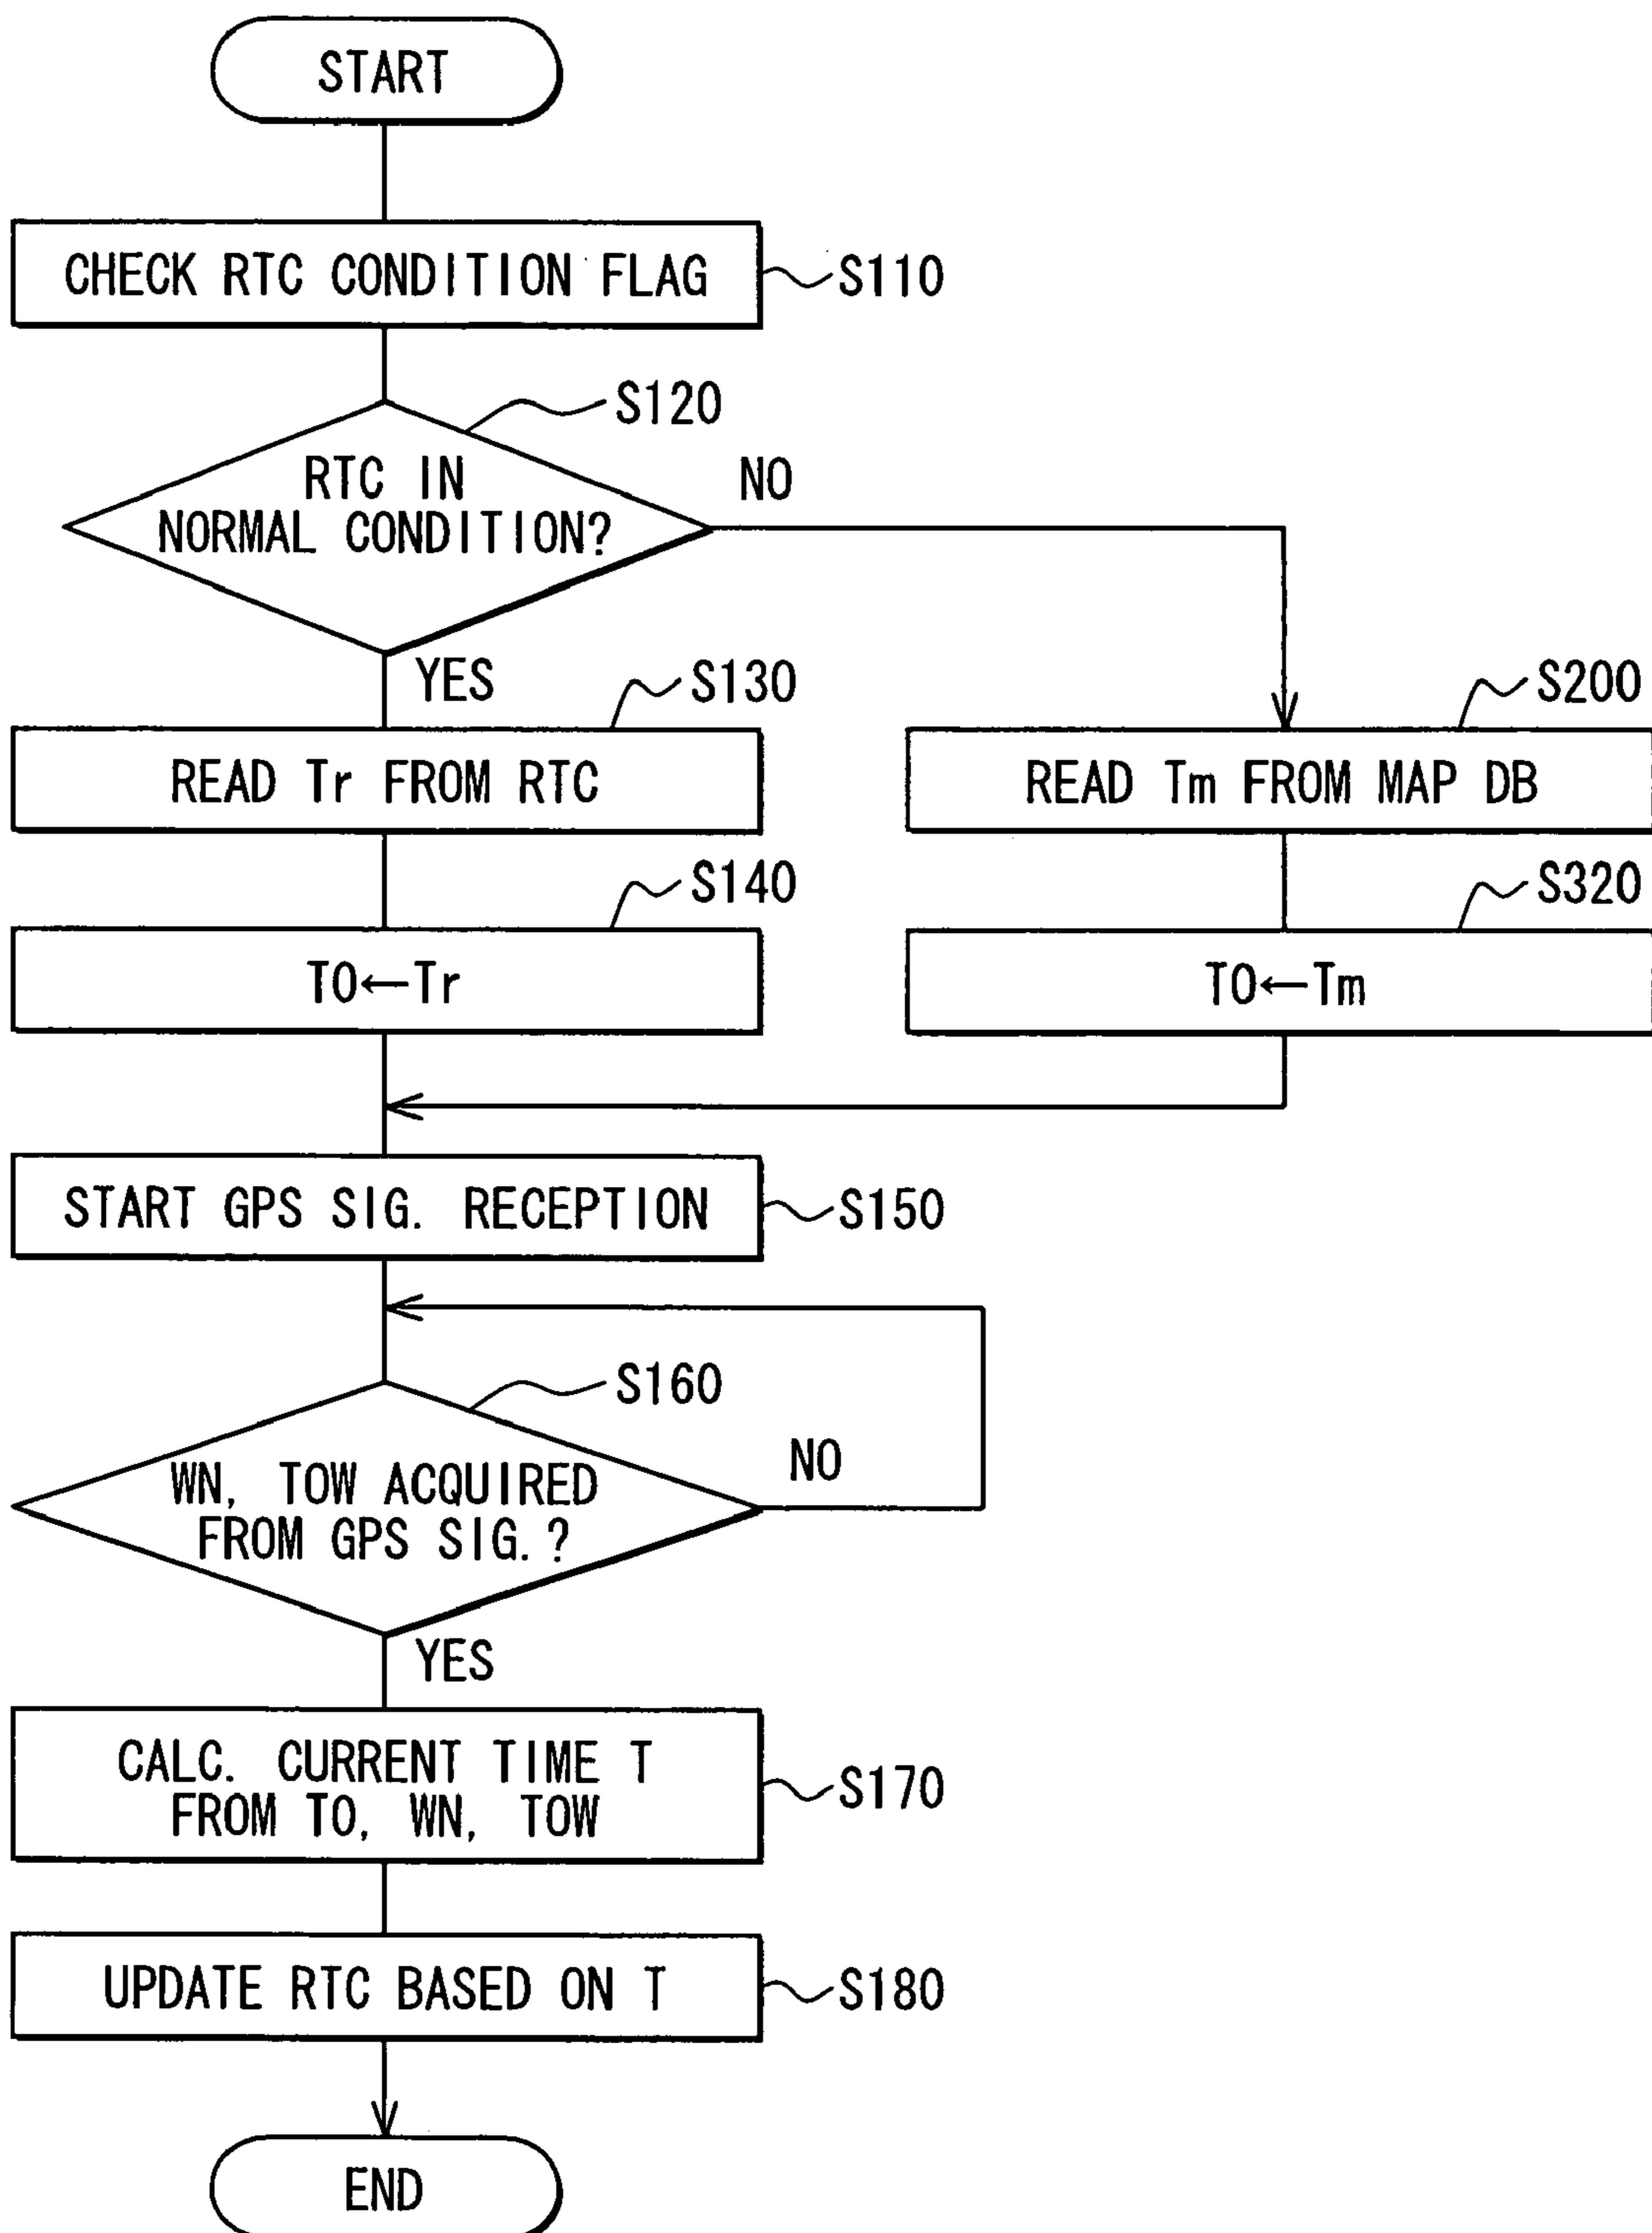 START
CHECK RTC CONDITION FLAG
S110
S120
RTC IN
NORMAL CONDITION?
NO
YES
S130
READ Tr FROM RTC
S200
READ Tm FROM MAP DB
S140
T0←Tr
S320
T0←Tm
START GPS SIG. RECEPTION
S150
S160
WN, TOW ACQUIRED
FROM GPS SIG.?
NO
YES
CALC. CURRENT TIME T
FROM T0, WN, TOW
S170
UPDATE RTC BASED ON T
S180
END